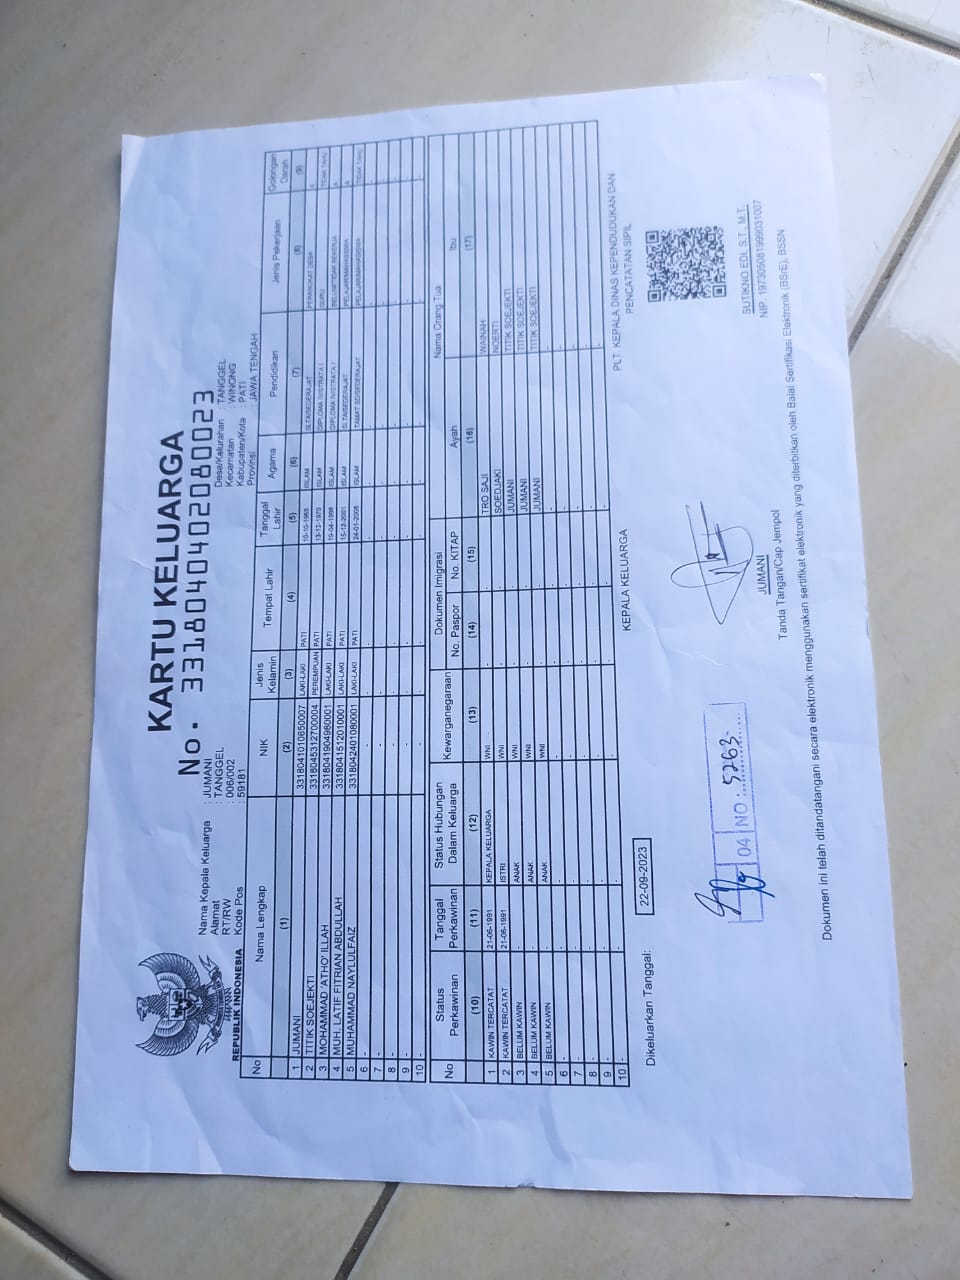 KARTU KELUARGA
No. 3318040402080023
REPUBLIK INDONESIA
Nama Kepala Keluarga : JUMANI
Alamat : TANGGEL
RT/RW : 006/002
Kode Pos : 59181
Desa/Kelurahan : TANGGEL
Kecamatan : WINONG
Kabupaten/Kota : PATI
Provinsi : JAWA TENGAH
No Nama Lengkap NIK Jenis Kelamin Tempat Lahir Tanggal Lahir Agama Pendidikan Jenis Pekerjaan Golongan Darah
(1) (2) (3) (4) (5) (6) (7) (8) (9)
1 JUMANI 3318041010650007 LAKI-LAKI PATI ISLAM SLTA/SEDERAJAT PERANGKAT DESA
2 TITIK SOEJEKTI 3318045312700004 PEREMPUAN PATI 13-12-1970 ISLAM DIPLOMA IV/STRATA I GURU
3 MOHAMMAD 'ATHO' ILLAH 3318041904980001 LAKI-LAKI PATI 19-04-1998 ISLAM DIPLOMA IV/STRATA I BELUM/TIDAK BEKERJA
4 MUH. LATIF FITRIAN ABDULLAH 3318041512010001 LAKI-LAKI PATI 15-12-2001 ISLAM SLTA/SEDERAJAT PELAJAR/MAHASISWA
5 MUHAMMAD NAYLULFAIZ 3318042401080001 LAKI-LAKI PATI 24-01-2008 ISLAM TAMAT SD/SEDERAJAT PELAJAR/MAHASISWA
6 - - - - - - - -
7 - - - - - - - -
8 - - - - - - - -
9 - - - - - - - -
10 - - - - - - - -
No Status Perkawinan Tanggal Perkawinan Status Hubungan Dalam Keluarga Kewarganegaraan Dokumen Imigrasi Nama Orang Tua
No. Paspor No. KITAP Ayah Ibu
(10) (11) (12) (13) (14) (15) (16) (17)
1 KAWIN TERCATAT 21-06-1991 KEPALA KELUARGA WNI - - TRO SAJI WAINAH
2 KAWIN TERCATAT 21-06-1991 ISTRI WNI - - SOEDJAKI NOERTI
3 BELUM KAWIN - ANAK WNI - - JUMANI TITIK SOEJEKTI
4 BELUM KAWIN - ANAK WNI - - JUMANI TITIK SOEJEKTI
5 BELUM KAWIN - ANAK WNI - - JUMANI TITIK SOEJEKTI
6 - - - - - - - -
7 - - - - - - - -
8 - - - - - - - -
9 - - - - - - - -
10 - - - - - - - -
Dikeluarkan Tanggal: 22-09-2023
KEPALA KELUARGA
PLT. KEPALA DINAS KEPENDUDUKAN DAN
PENCATATAN SIPIL
04 NO : 5263
JUMANI
Tanda Tangan/Cap Jempol
SUTIKNO EDI, S.T., M.T.
NIP. 197305081999031007
Dokumen ini telah ditandatangani secara elektronik menggunakan sertifikat elektronik yang diterbitkan oleh Balai Sertifikasi Elektronik (BSrE), BSSN